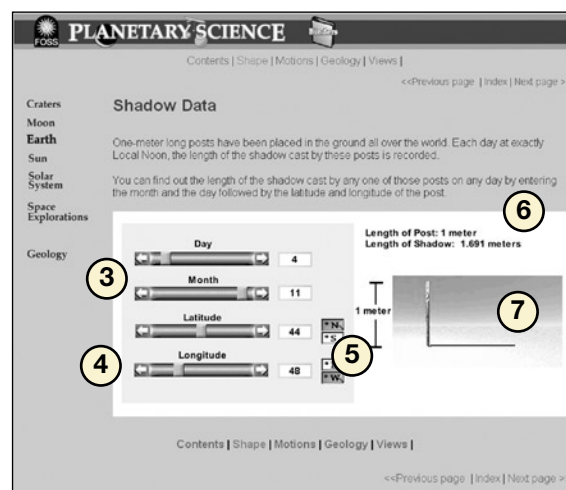 FOSS
PLANETARY SCIENCE
Contents | Shape | Motions | Geology | Views |
<<Previous page | Index | Next page >
Craters
Moon
Earth
Sun
Solar
System
Space
Explorations
Geology
Shadow Data
One-meter long posts have been placed in the ground all over the world. Each day at exactly
Local Noon, the length of the shadow cast by these posts is recorded.
You can find out the length of the shadow cast by any one of those posts on any day by entering
the month and the day followed by the latitude and longitude of the post.
6
Length of Post: 1 meter
Length of Shadow: 1.691 meters
Day
4
3
Month
11
Latitude
44
N
S
1 meter
7
4
Longitude
48
5
W
Contents | Shape | Motions | Geology | Views |
<<Previous page | Index | Next page >